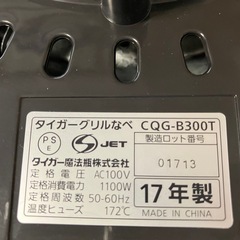 タイガーグリルなべ CQG-B300T
PS
E
JET
製造ロット番号
01713
タイガー魔法瓶株式会社
定格電圧 AC100V
定格消費電力 1100W
定格周波数 50-60Hz
温度ヒューズ 172℃
17年製